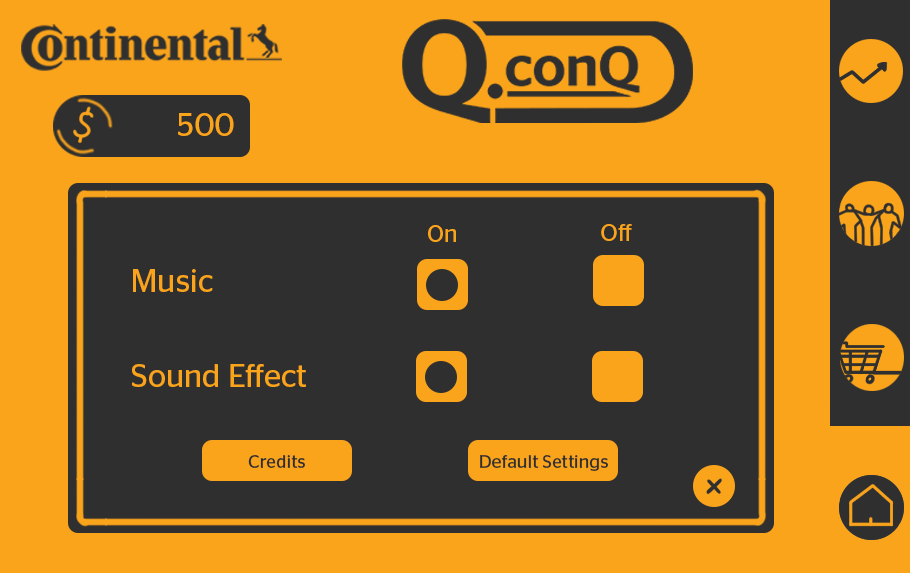 Continental
Q.conQ
$ 500
On Off
Music
Sound Effect
Credits Default Settings